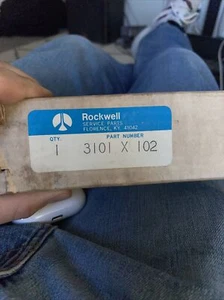 Rockwell
SERVICE PARTS
FLORENCE, KY. 41042
QTY. PART NUMBER
1 3101 X 102